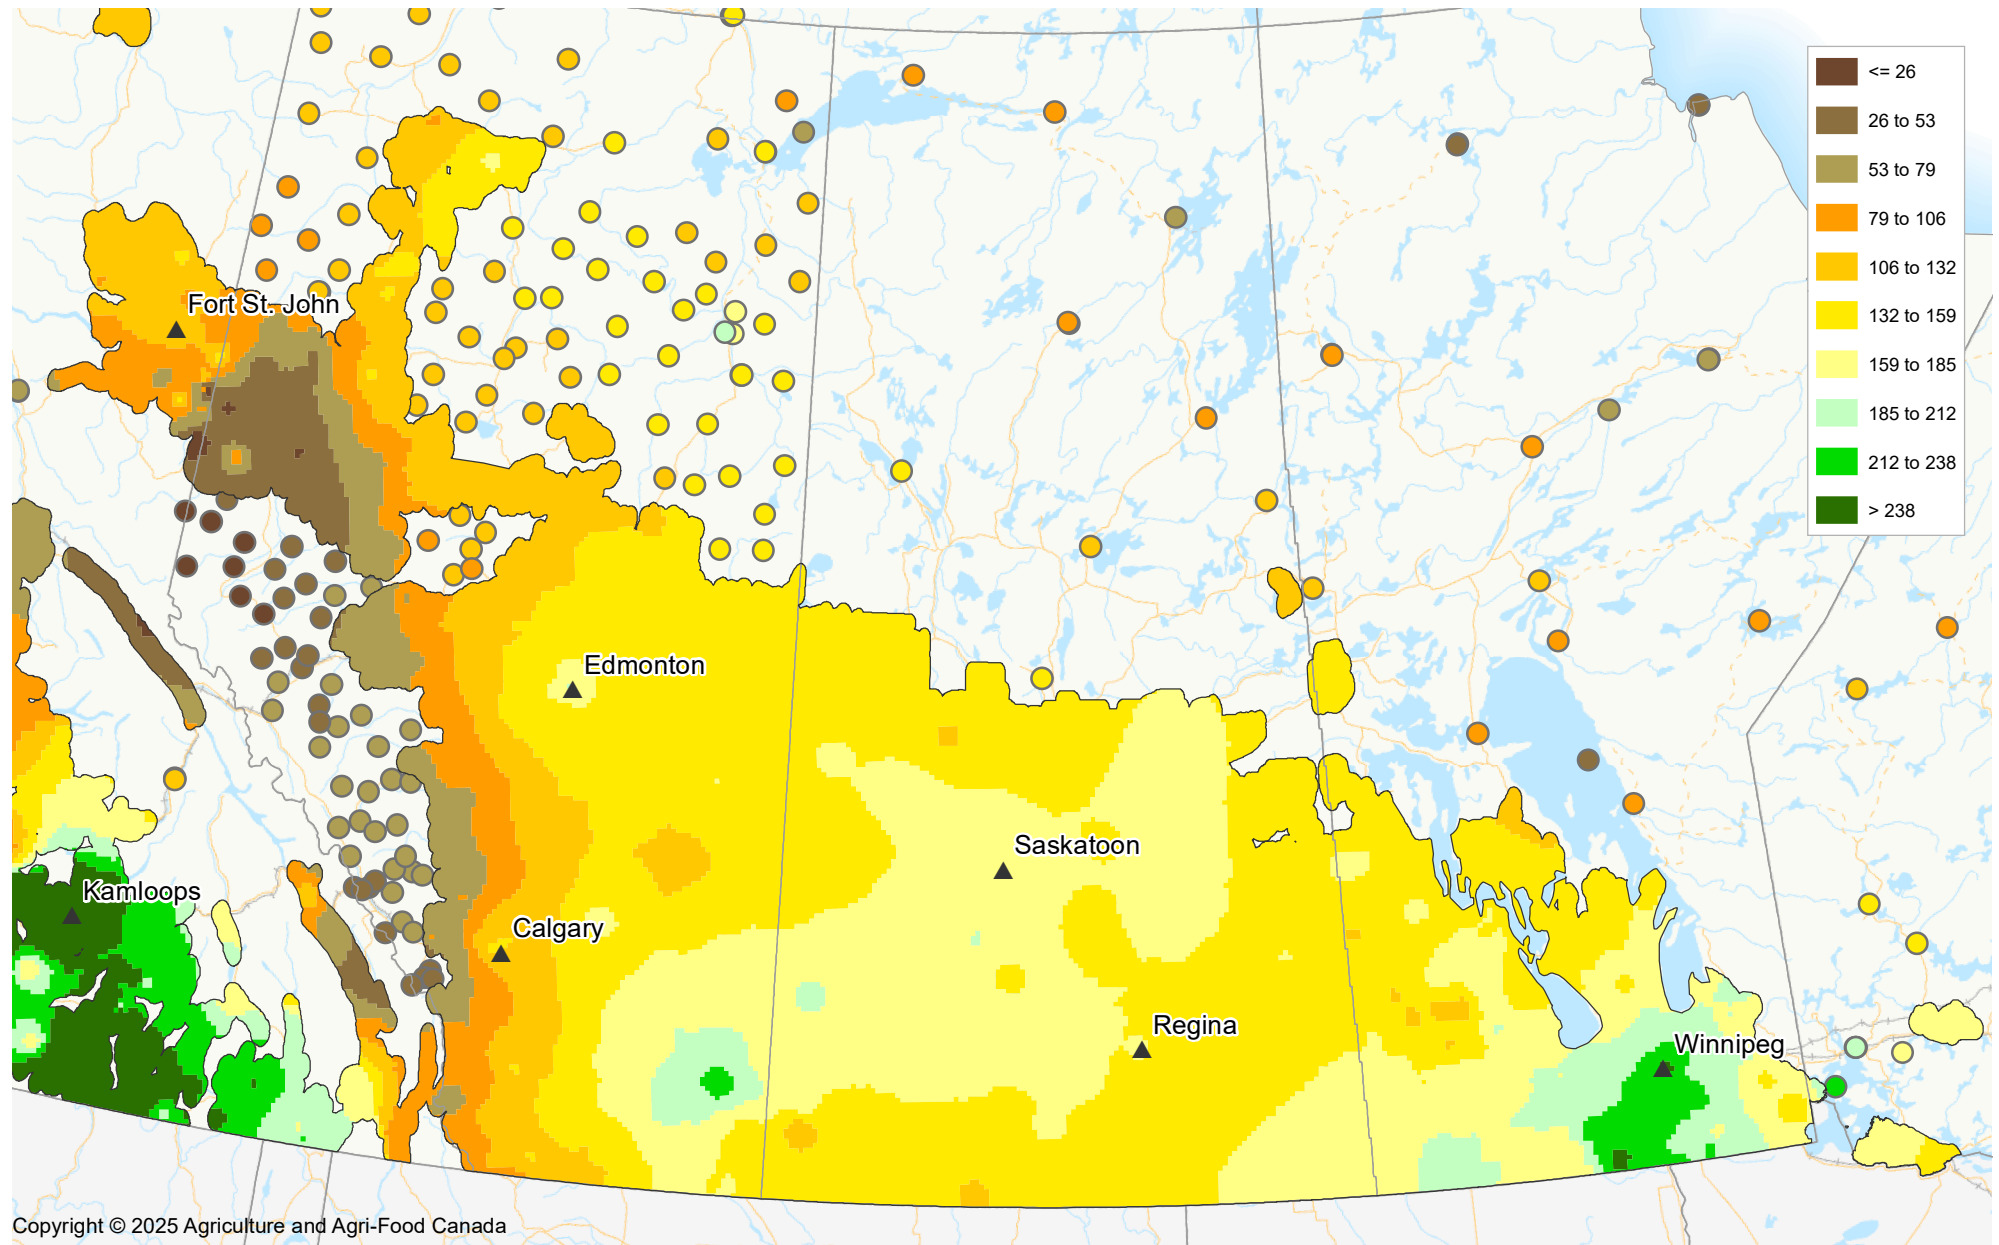 <= 26
26 to 53
53 to 79
79 to 106
106 to 132
132 to 159
159 to 185
185 to 212
212 to 238
> 238
Fort St. John
Edmonton
Saskatoon
Kamloops
Calgary
Regina
Winnipeg
Copyright © 2025 Agriculture and Agri-Food Canada